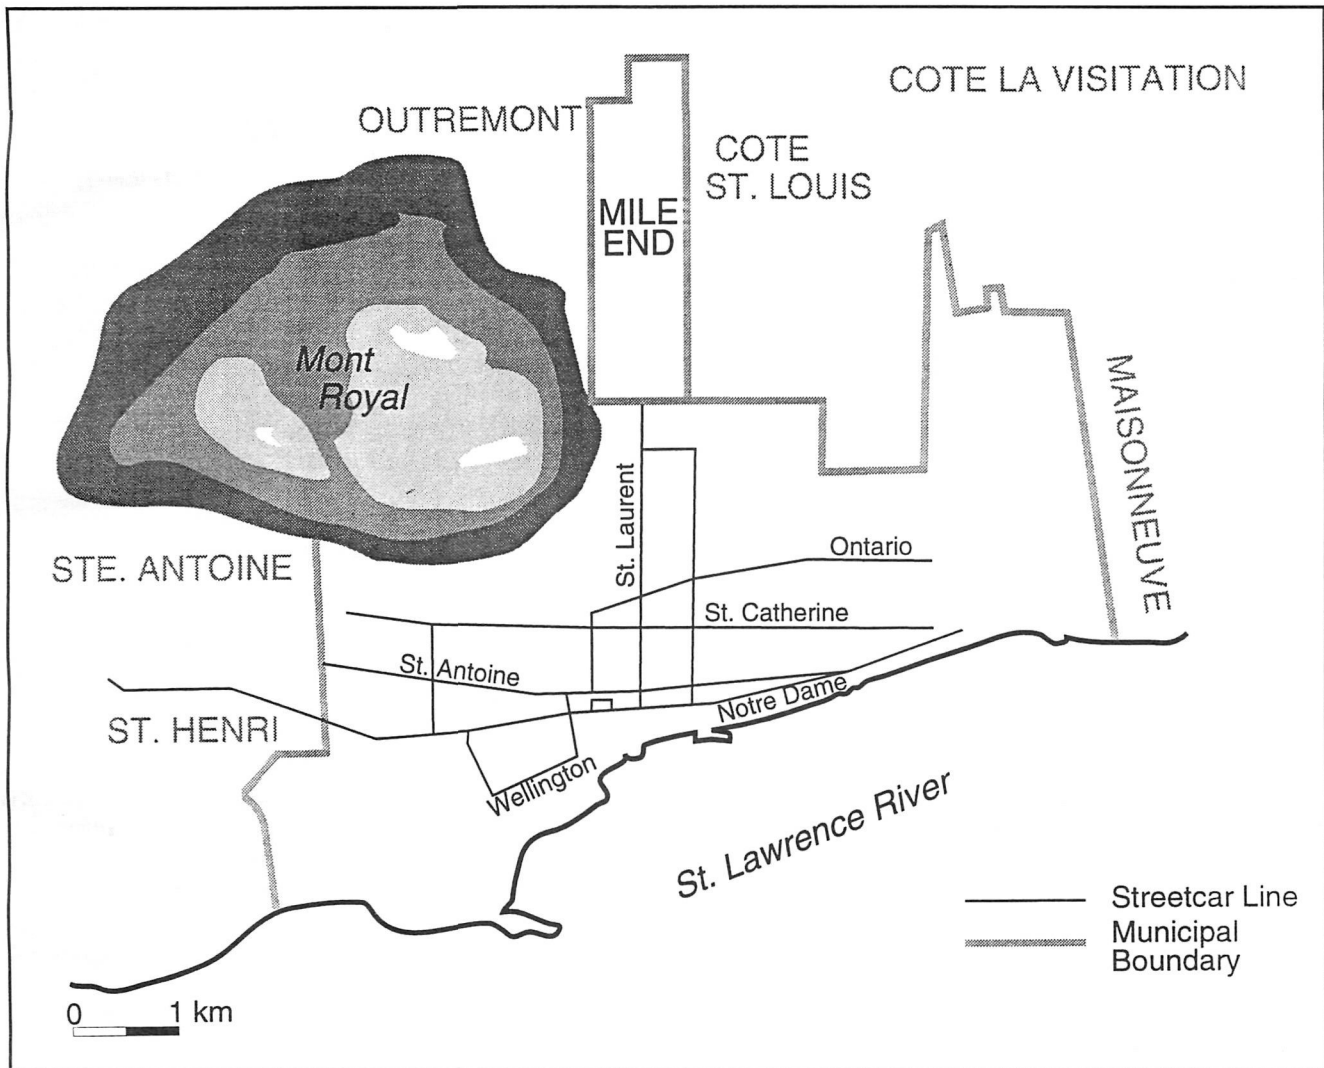 COTE LA VISITATION
OUTREMONT
COTE
ST. LOUIS
MILE
END
Mont
Royal
MAISONNEUVE
St. Laurent
Ontario
STE. ANTOINE
St. Catherine
St. Antoine
Notre Dame
ST. HENRI
Wellington
St. Lawrence River
Streetcar Line
Municipal
Boundary
0 1 km